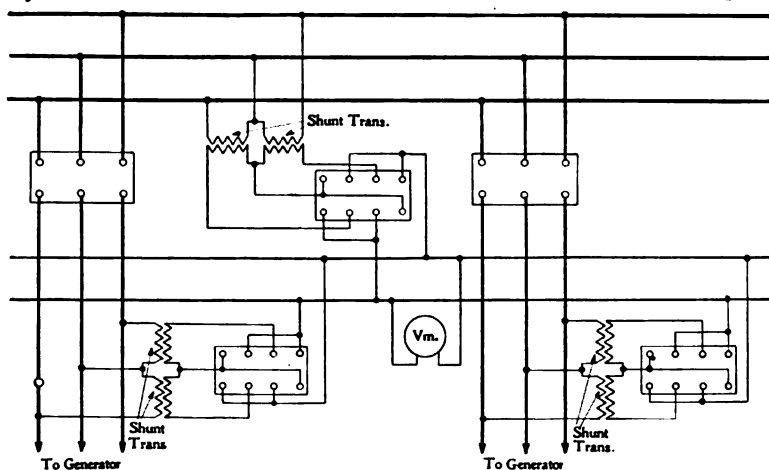 Shunt Trans.
Vm.
Shunt
Trans
To Generator
Shunt
Trans.
To Generator